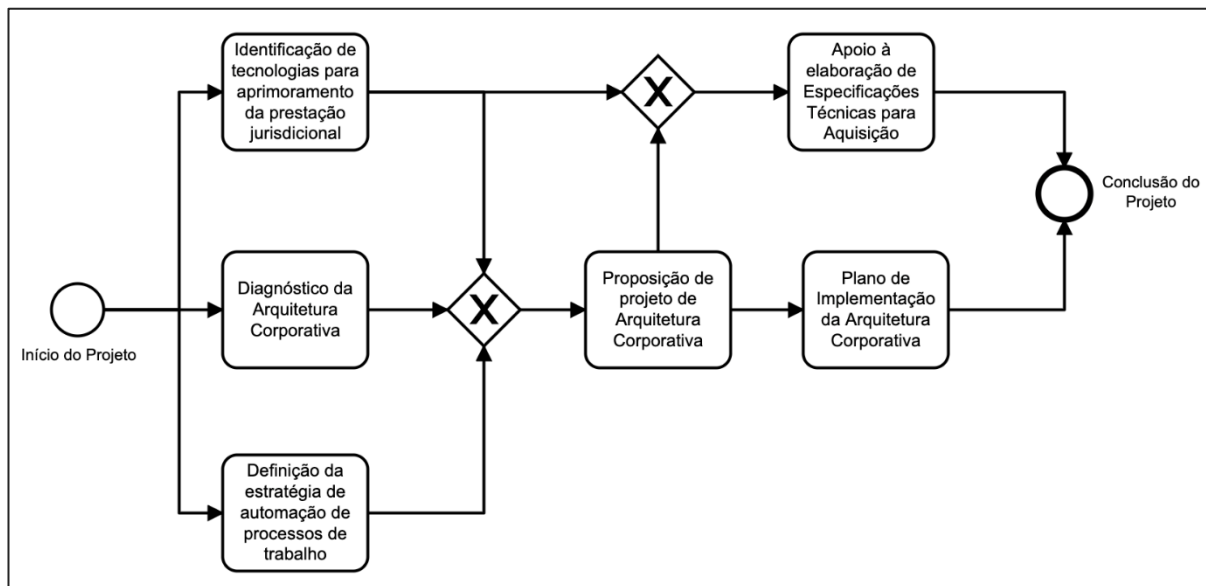 Identificação de
tecnologias para
aprimoramento
da prestação
jurisdicional
X
Apoio à
elaboração de
Especificações
Técnicas para
Aquisição
Conclusão do
Projeto
Início do Projeto
Diagnóstico da
Arquitetura
Corporativa
X
Proposição de
projeto de
Arquitetura
Corporativa
Plano de
Implementação
da Arquitetura
Corporativa
Definição da
estratégia de
automação de
processos de
trabalho